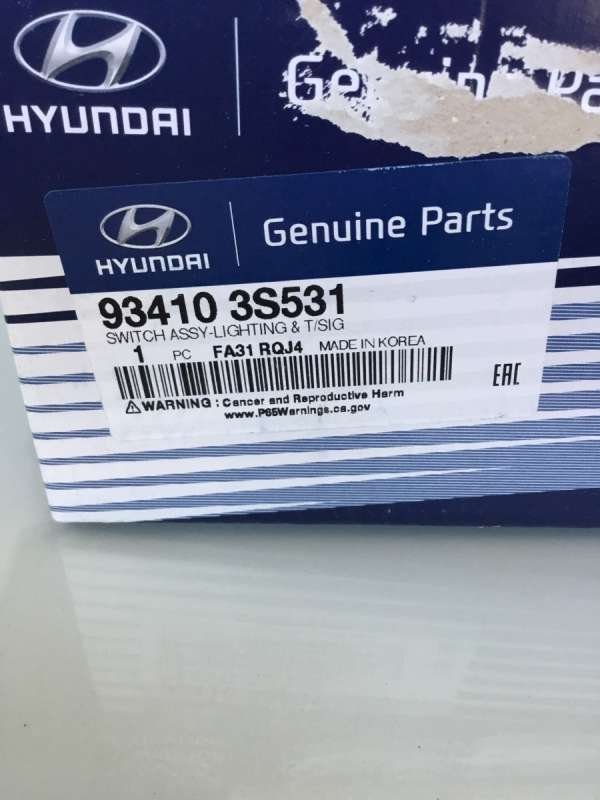 HYUNDAI
HYUNDAI
Genuine Parts
93410 3S531
SWITCH ASSY-LIGHTING & T/SIG
1 PC FA31 RQJ4 MADE IN KOREA
EAC
⚠WARNING : Cancer and Reproductive Harm
www.P65Warnings.ca.gov